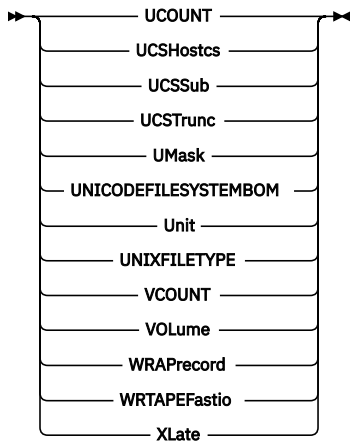 UCOUNT
UCSHostcs
UCSSub
UCSTrunc
UMask
UNICODEFILESYSTEMBOM
Unit
UNIXFILETYPE
VCOUNT
VOLume
WRAPrecord
WRTAPEFastio
XLate